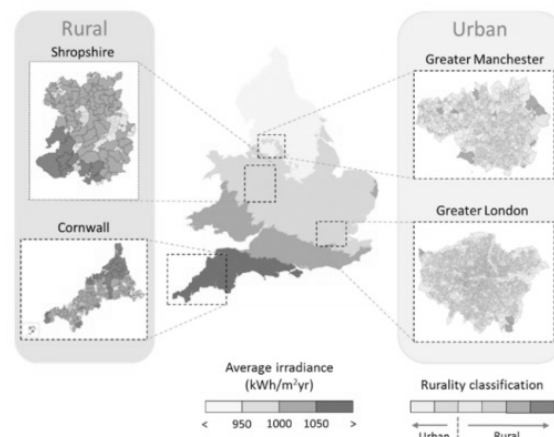 Rural
Urban
Shropshire
Greater Manchester
Cornwall
Greater London
Average irradiance
(kWh/m²yr)
< 950 1000 1050 >
Rurality classification
Urban Rural